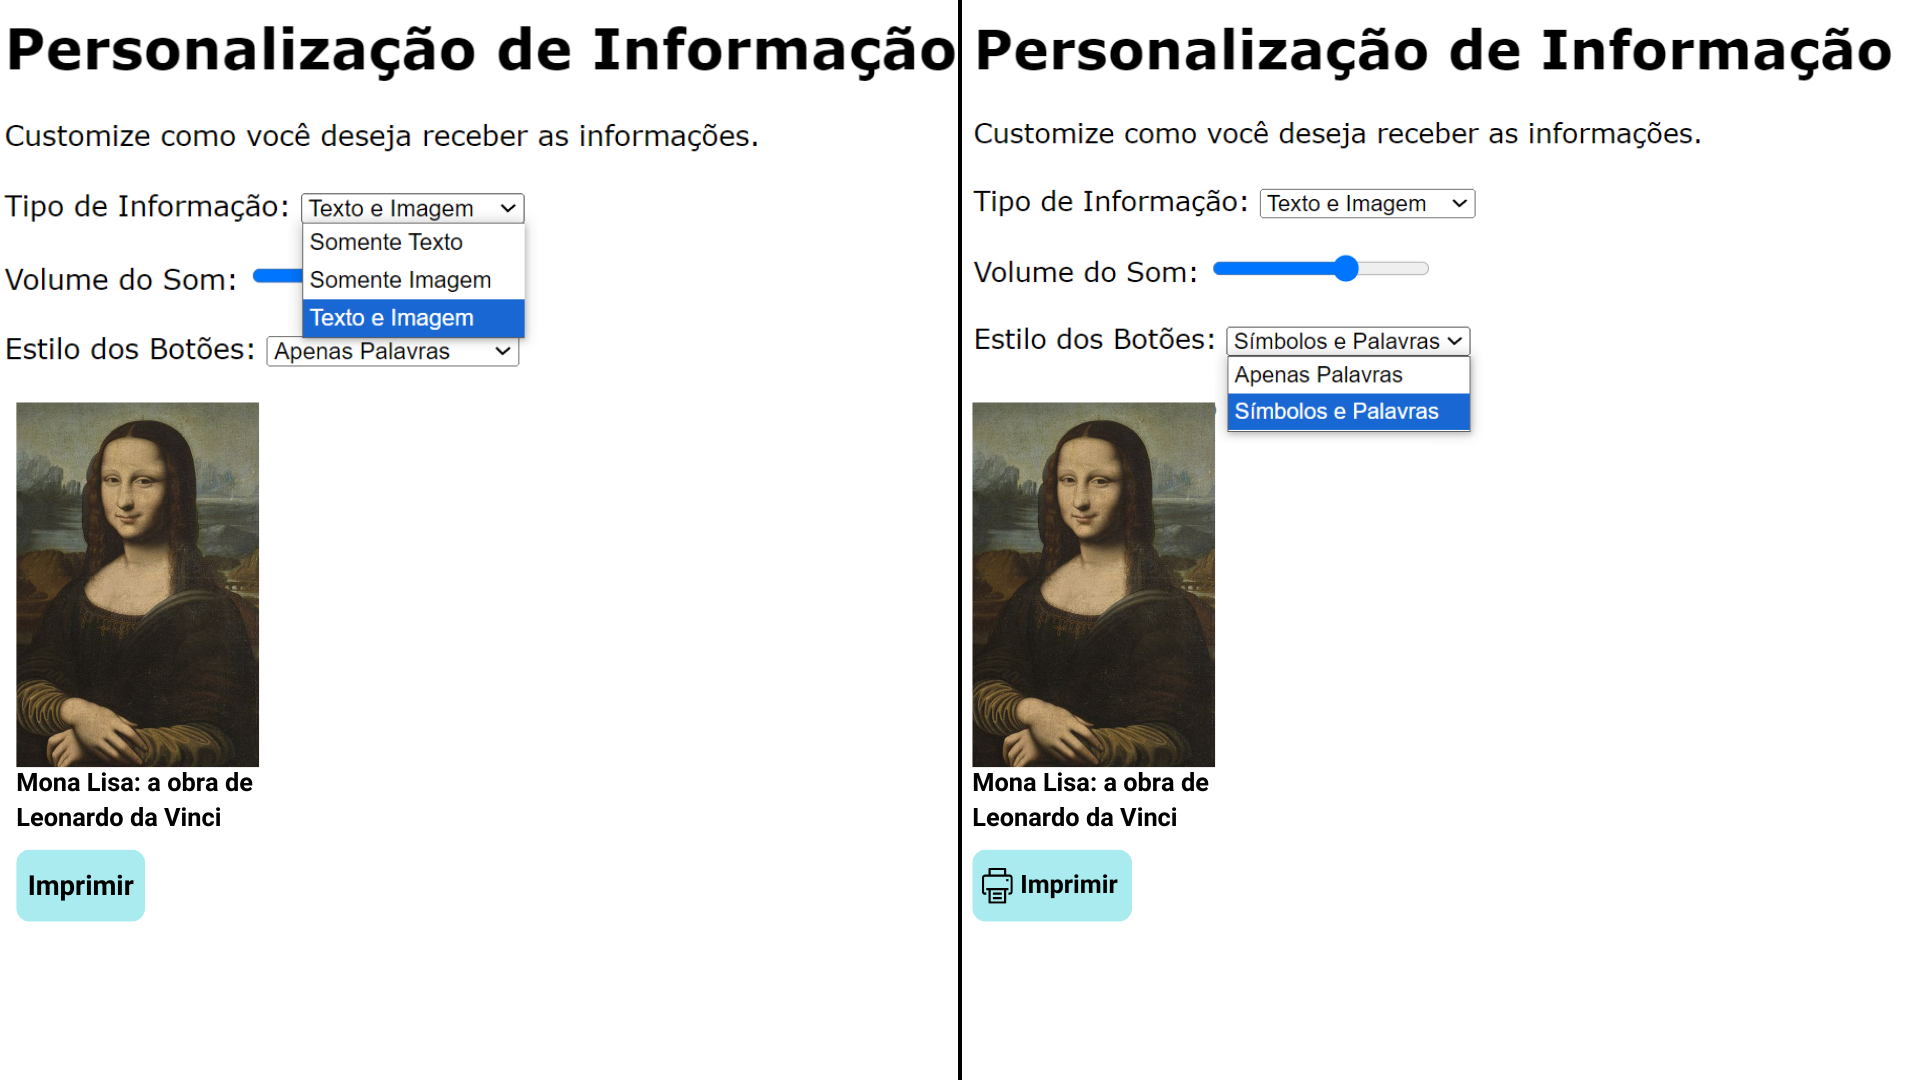 Personalização de Informação
Customize como você deseja receber as informações.
Tipo de Informação: Texto e Imagem
Somente Texto
Somente Imagem
Texto e Imagem
Volume do Som:
Estilo dos Botões: Apenas Palavras
Mona Lisa: a obra de
Leonardo da Vinci
Imprimir
Personalização de Informação
Customize como você deseja receber as informações.
Tipo de Informação: Texto e Imagem
Volume do Som:
Estilo dos Botões: Símbolos e Palavras
Apenas Palavras
Símbolos e Palavras
Mona Lisa: a obra de
Leonardo da Vinci
Imprimir